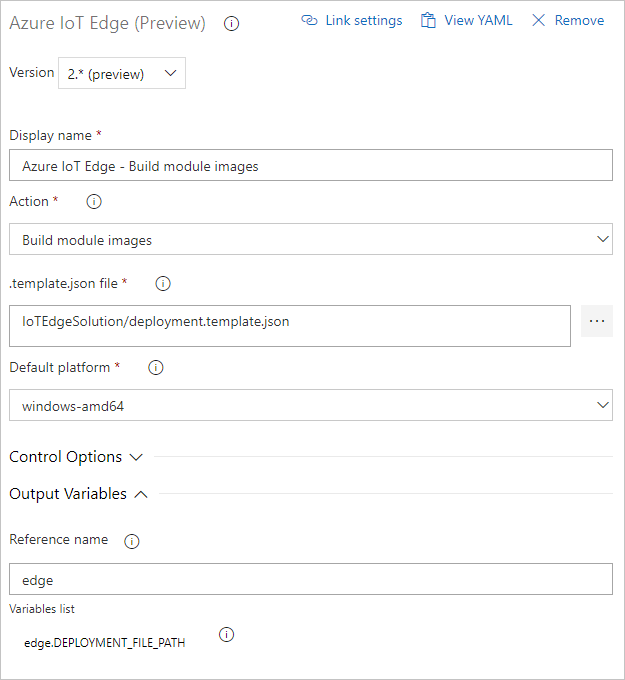 Azure IoT Edge (Preview) Link settings View YAML Remove
Version 2.* (preview)
Display name *
Azure IoT Edge - Build module images
Action *
Build module images
.template.json file *
IoTEdgeSolution/deployment.template.json
...
Default platform *
windows-amd64
Control Options
Output Variables
Reference name
edge
Variables list
edge.DEPLOYMENT_FILE_PATH